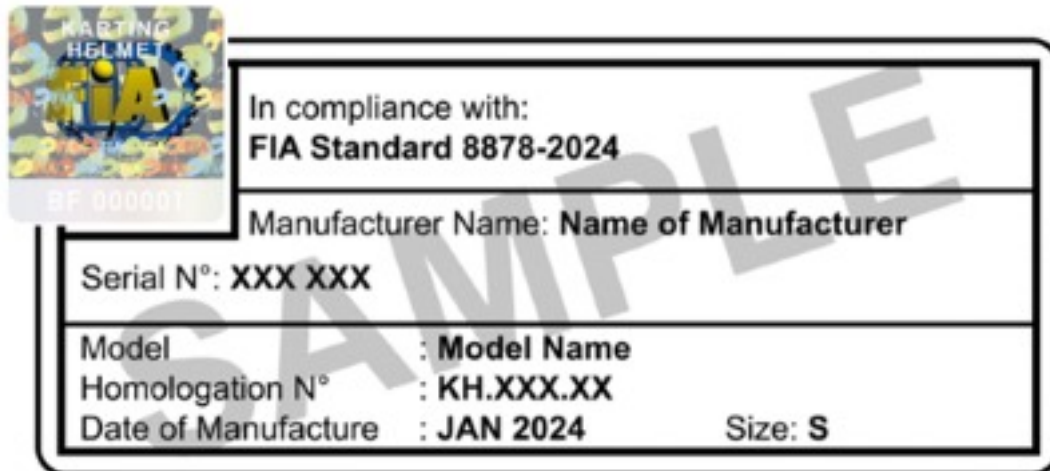 KARTING
HELMET
FIA
BF 000001
In compliance with:
FIA Standard 8878-2024
Manufacturer Name: Name of Manufacturer
Serial N°: XXX XXX
Model : Model Name
Homologation N° : KH.XXX.XX
Date of Manufacture : JAN 2024 Size: S
SAMPLE